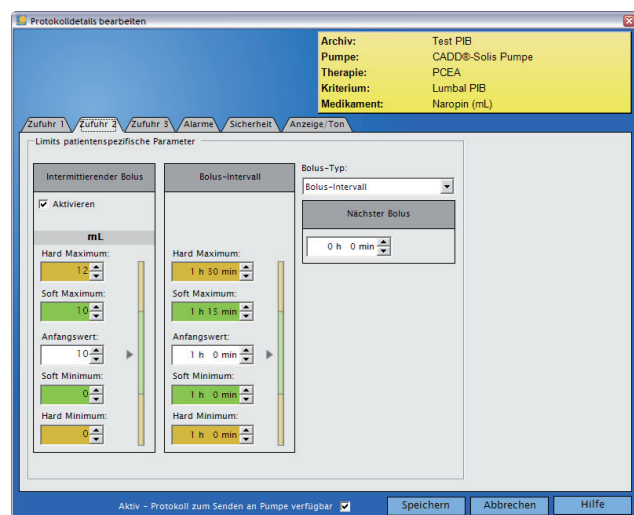 Protokolldetails bearbeiten
Archiv: Test PIB
Pumpe: CADD®-Solis Pumpe
Therapie: PCEA
Kriterium: Lumbal PIB
Medikament: Naropin (mL)
Zufuhr 1 Zufuhr 2 Zufuhr 3 Alarme Sicherheit Anzeige/Ton
Limits patientenspezifische Parameter
Intermittierender Bolus
Aktivieren
mL
Hard Maximum:
12
Soft Maximum:
10
Anfangswert:
10
Soft Minimum:
0
Hard Minimum:
0
Bolus-Intervall
Hard Maximum:
1 h 30 min
Soft Maximum:
1 h 15 min
Anfangswert:
1 h 0 min
Soft Minimum:
1 h 0 min
Hard Minimum:
1 h 0 min
Bolus-Typ:
Bolus-Intervall
Nächster Bolus
0 h 0 min
Aktiv - Protokoll zum Senden an Pumpe verfügbar
Speichern Abbrechen Hilfe